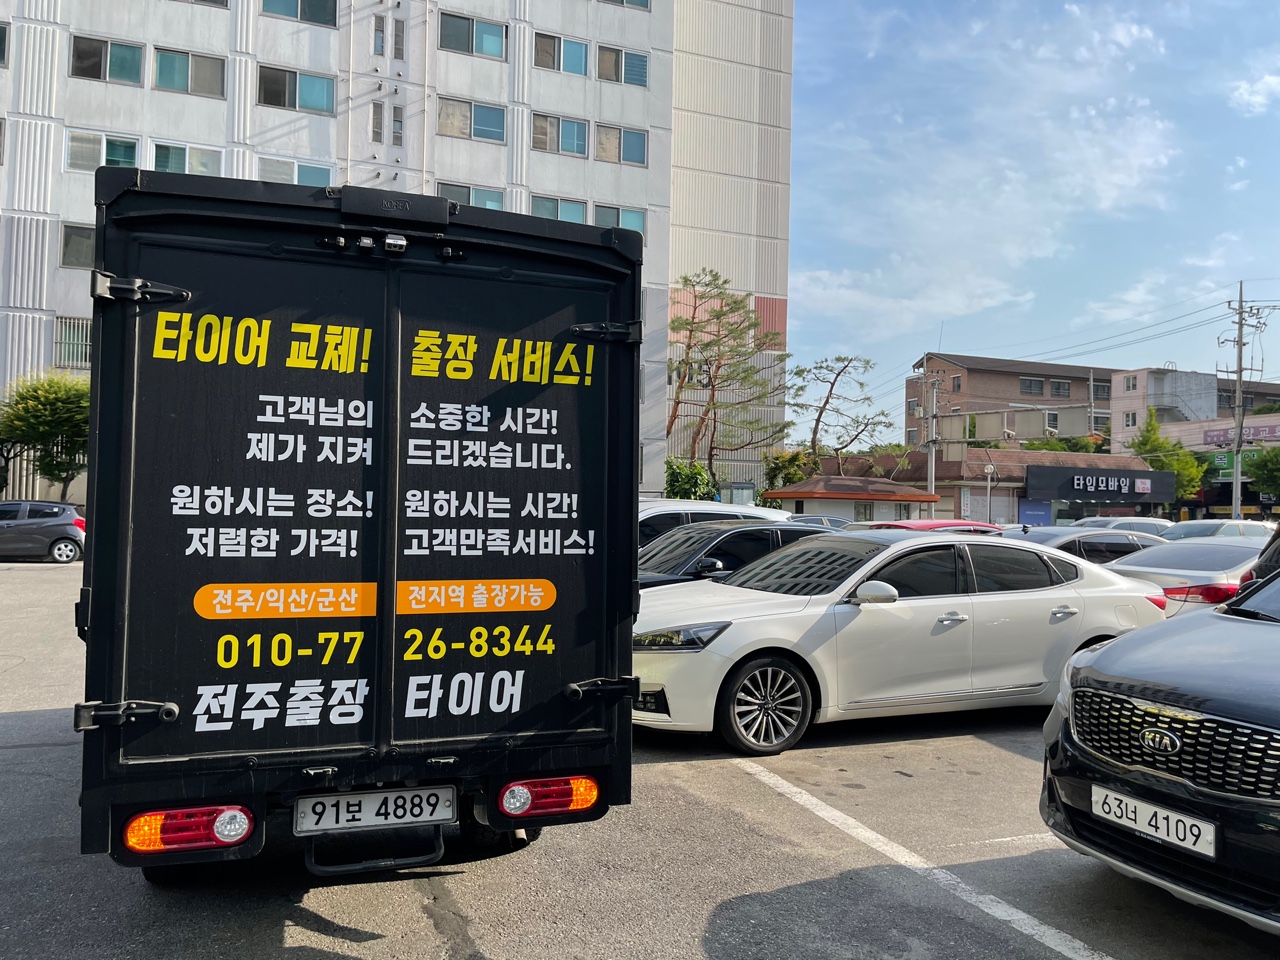 KOREA
타이어 교체! 출장 서비스!
고객님의 소중한 시간!
제가 지켜 드리겠습니다.
원하시는 장소! 원하시는 시간!
저렴한 가격! 고객만족서비스!
전주/익산/군산 전지역 출장가능
010-7726-8344
전주출장 타이어
91보 4889
타임모바일
KIA
63너 4109